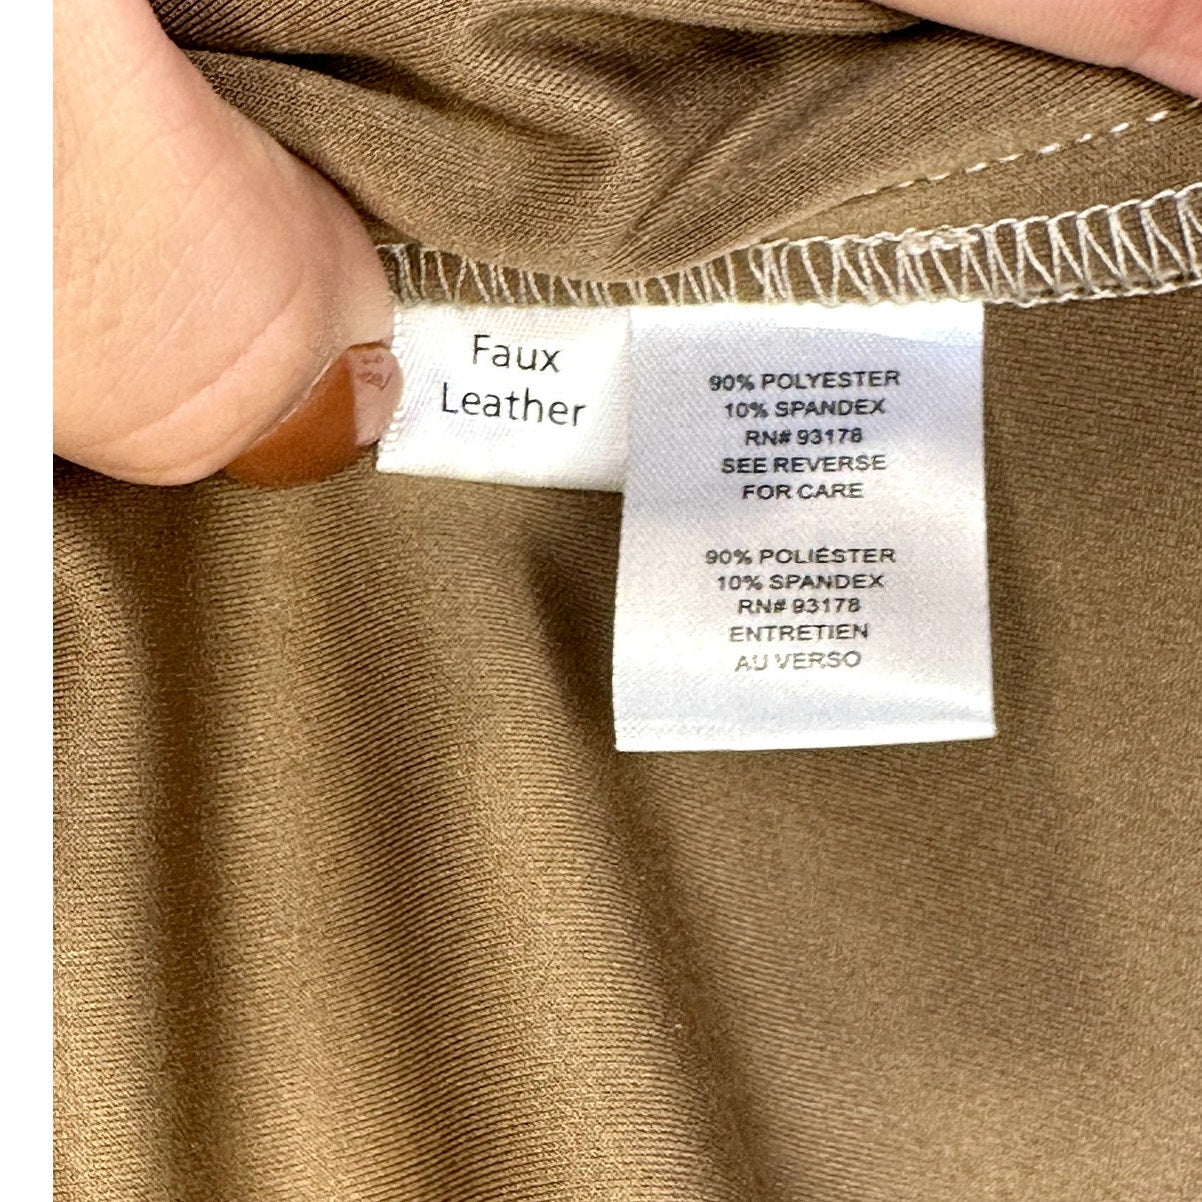 Faux
Leather
90% POLYESTER
10% SPANDEX
RN# 93178
SEE REVERSE
FOR CARE
90% POLIÉSTER
10% SPANDEX
RN# 93178
ENTRETIEN
AU VERSO